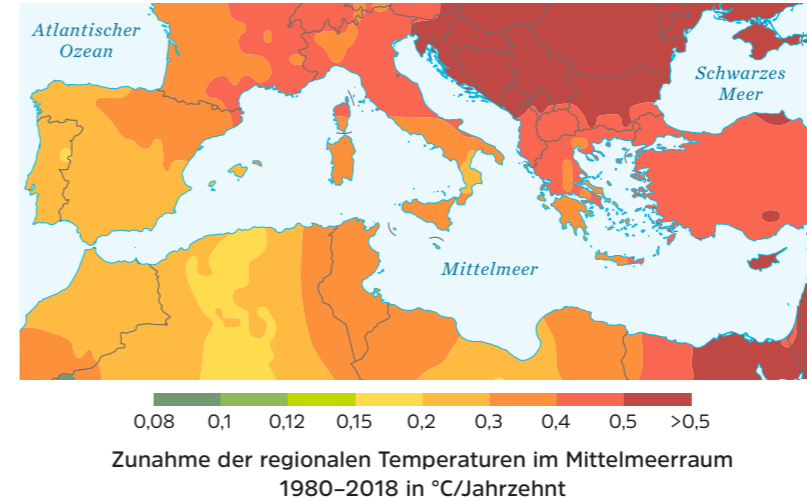 Atlantischer
Ozean
Schwarzes
Meer
Mittelmeer
0,08 0,1 0,12 0,15 0,2 0,3 0,4 0,5 >0,5
Zunahme der regionalen Temperaturen im Mittelmeerraum
1980–2018 in °C/Jahrzehnt